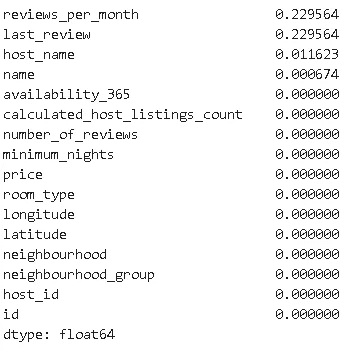 reviews_per_month 0.229564
last_review 0.229564
host_name 0.011623
name 0.000674
availability_365 0.000000
calculated_host_listings_count 0.000000
number_of_reviews 0.000000
minimum_nights 0.000000
price 0.000000
room_type 0.000000
longitude 0.000000
latitude 0.000000
neighbourhood 0.000000
neighbourhood_group 0.000000
host_id 0.000000
id 0.000000
dtype: float64